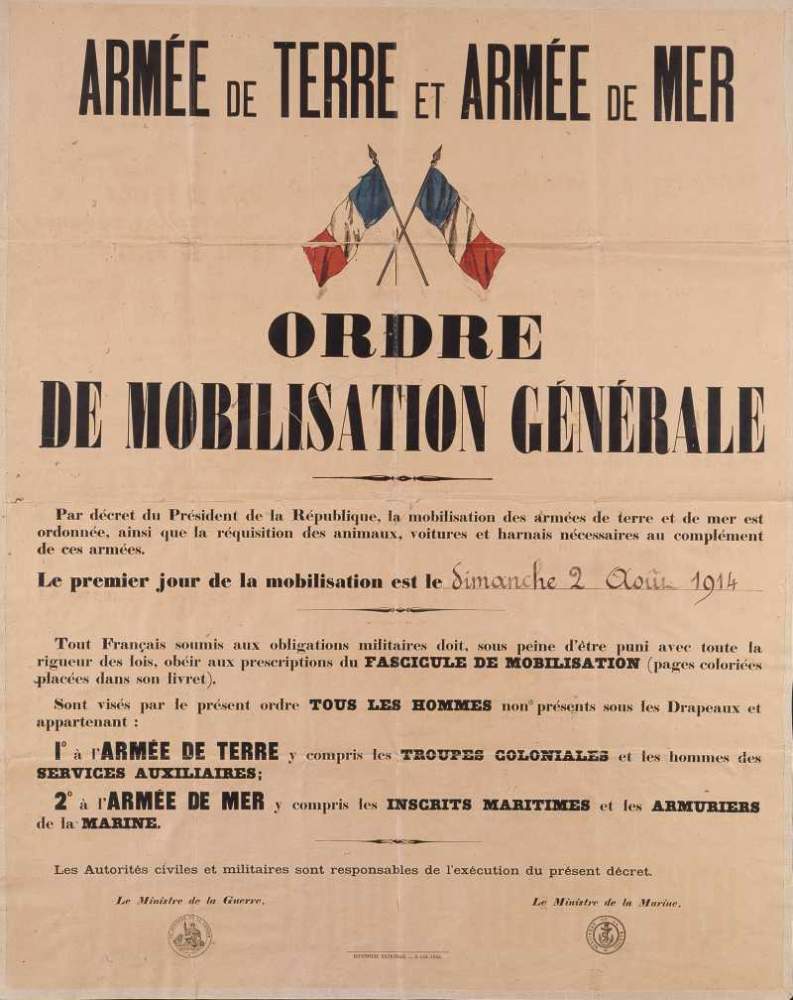 ARMÉE DE TERRE ET ARMÉE DE MER
ORDRE
DE MOBILISATION GÉNÉRALE
Par décret du Président de la République, la mobilisation des armées de terre et de mer est
ordonnée, ainsi que la réquisition des animaux, voitures et harnais nécessaires au complément
de ces armées.
Le premier jour de la mobilisation est le dimanche 2 Août 1914
Tout Français soumis aux obligations militaires doit, sous peine d'être puni avec toute la
rigueur des lois, obéir aux prescriptions du FASCICULE DE MOBILISATION (pages coloriées
placées dans son livret).
Sont visés par le présent ordre TOUS LES HOMMES non présents sous les Drapeaux et
appartenant :
1° à l'ARMÉE DE TERRE y compris les TROUPES COLONIALES et les hommes des
SERVICES AUXILIAIRES;
2° à l'ARMÉE DE MER y compris les INSCRITS MARITIMES et les ARMURIERS
de la MARINE.
Les Autorités civiles et militaires sont responsables de l'exécution du présent décret.
Le Ministre de la Guerre,
Le Ministre de la Marine,
IMPRIMERIE NATIONALE